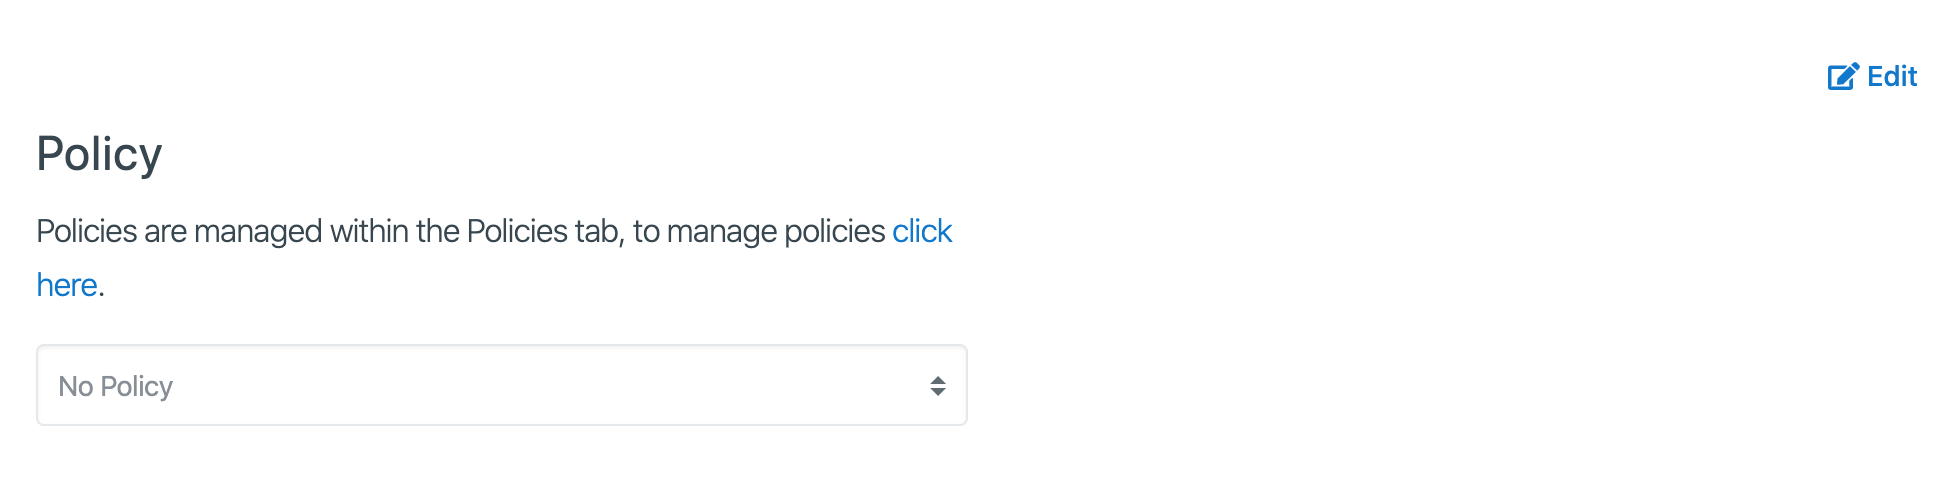 Edit
Policy
Policies are managed within the Policies tab, to manage policies click
here.
No Policy